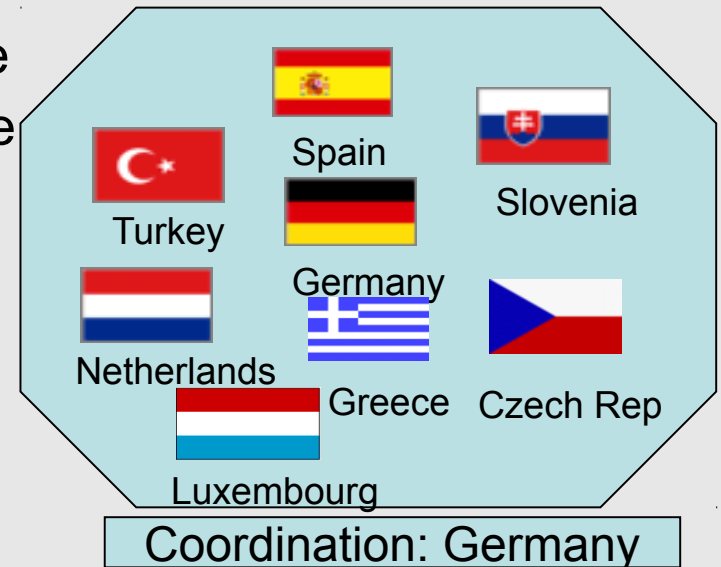 e
e
Spain
Slovenia
Turkey
Germany
Netherlands
Greece
Czech Rep
Luxembourg
Coordination: Germany